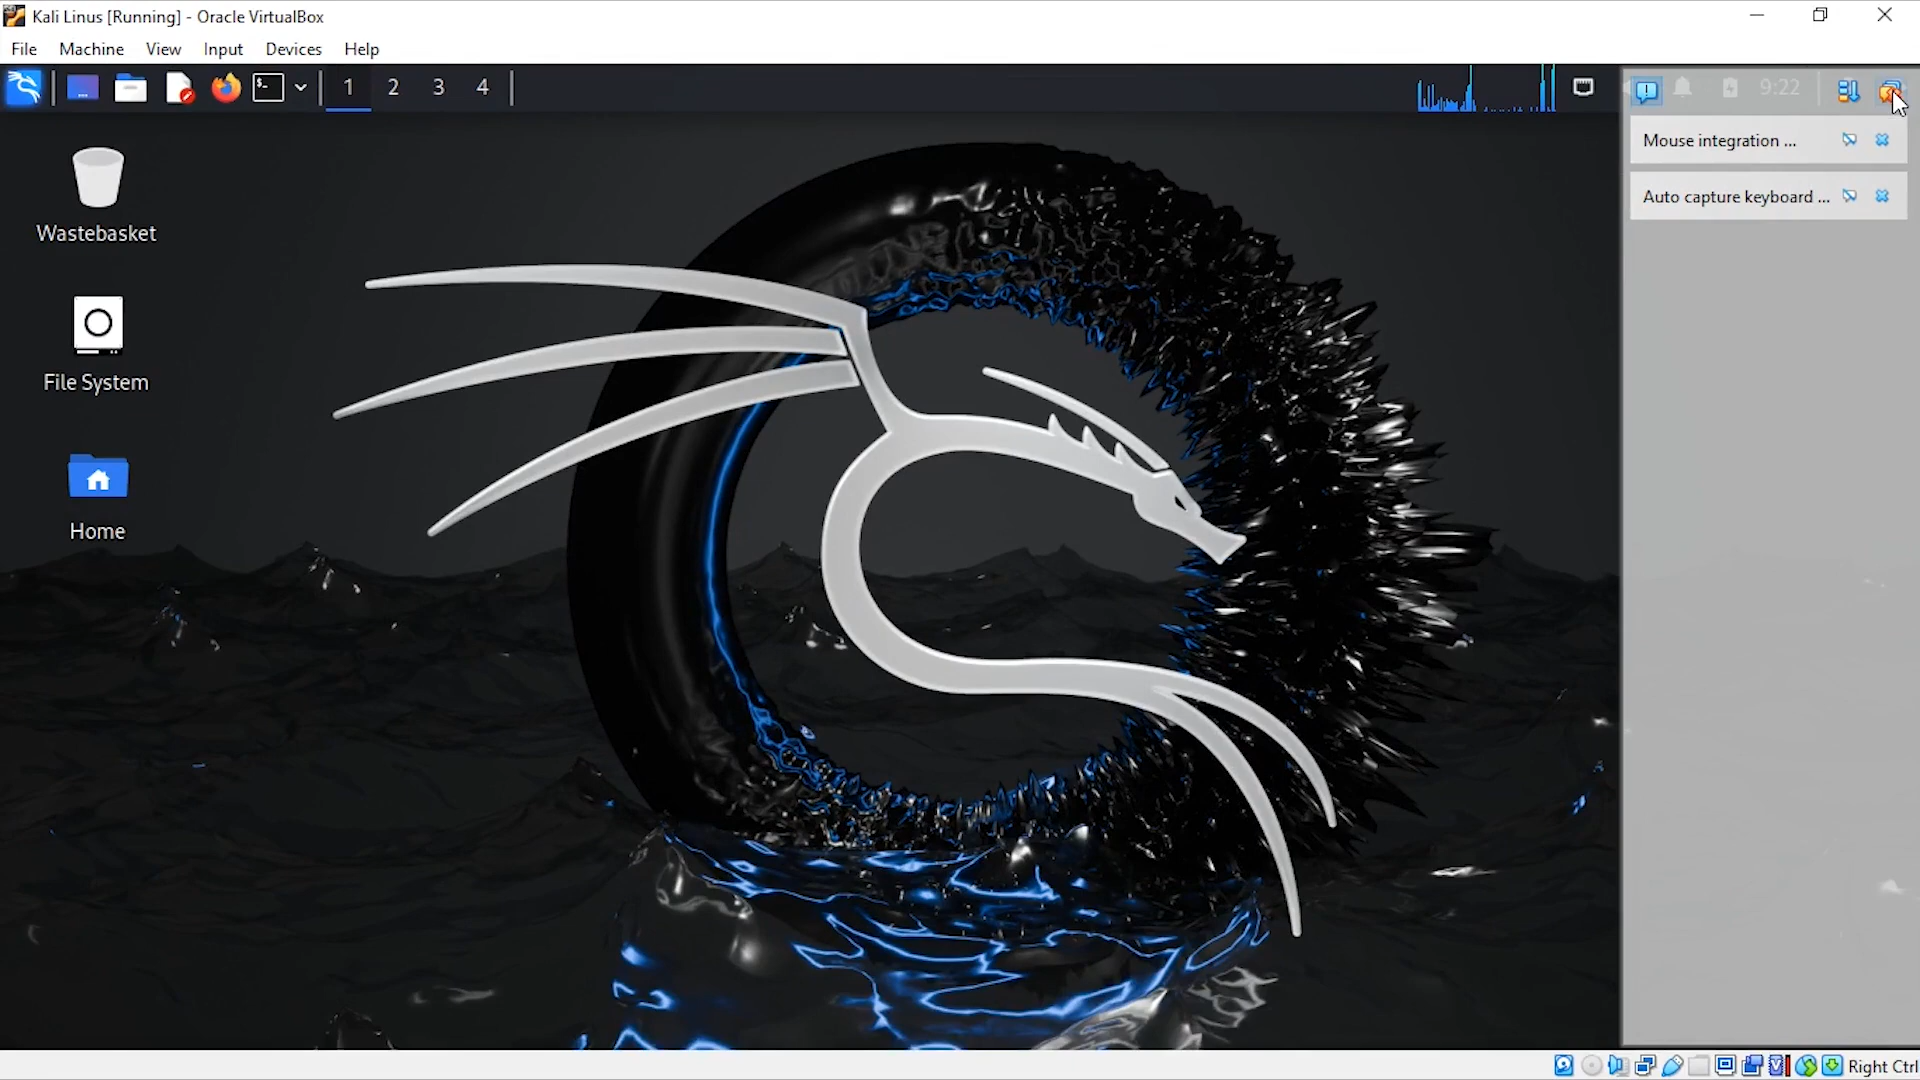 Kali Linus [Running] - Oracle VirtualBox
File Machine View Input Devices Help
1 2 3 4
9:22
Mouse integration ...
Auto capture keyboard ...
Wastebasket
File System
Home
Right Ctrl